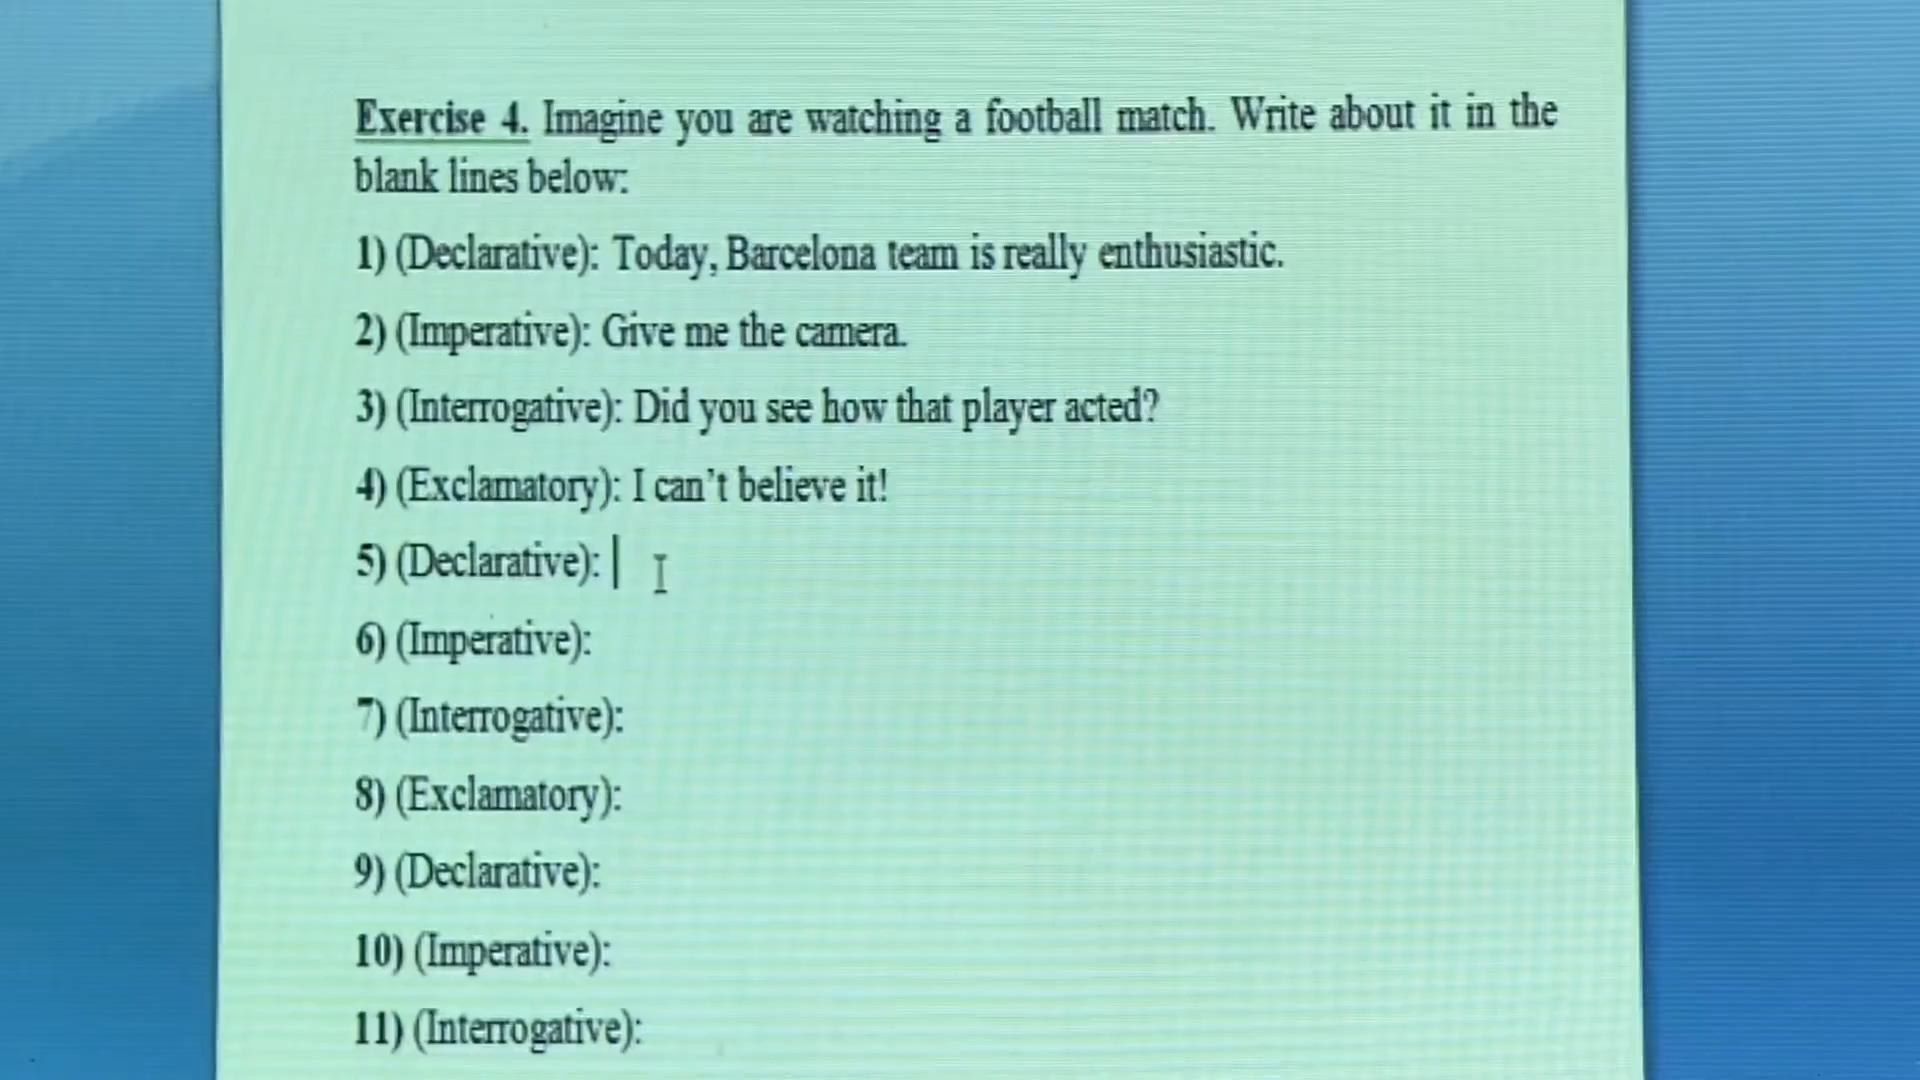 Exercise 4. Imagine you are watching a football match. Write about it in the
blank lines below:
1) (Declarative): Today, Barcelona team is really enthusiastic.
2) (Imperative): Give me the camera.
3) (Interrogative): Did you see how that player acted?
4) (Exclamatory): I can’t believe it!
5) (Declarative):
6) (Imperative):
7) (Interrogative):
8) (Exclamatory):
9) (Declarative):
10) (Imperative):
11) (Interrogative):